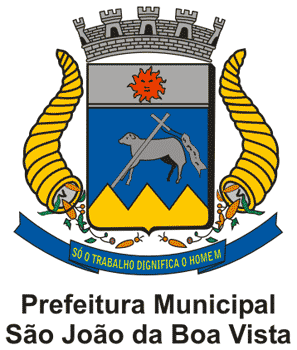 SÓ O TRABALHO DIGNIFICA O HOMEM
Prefeitura Municipal
São João da Boa Vista